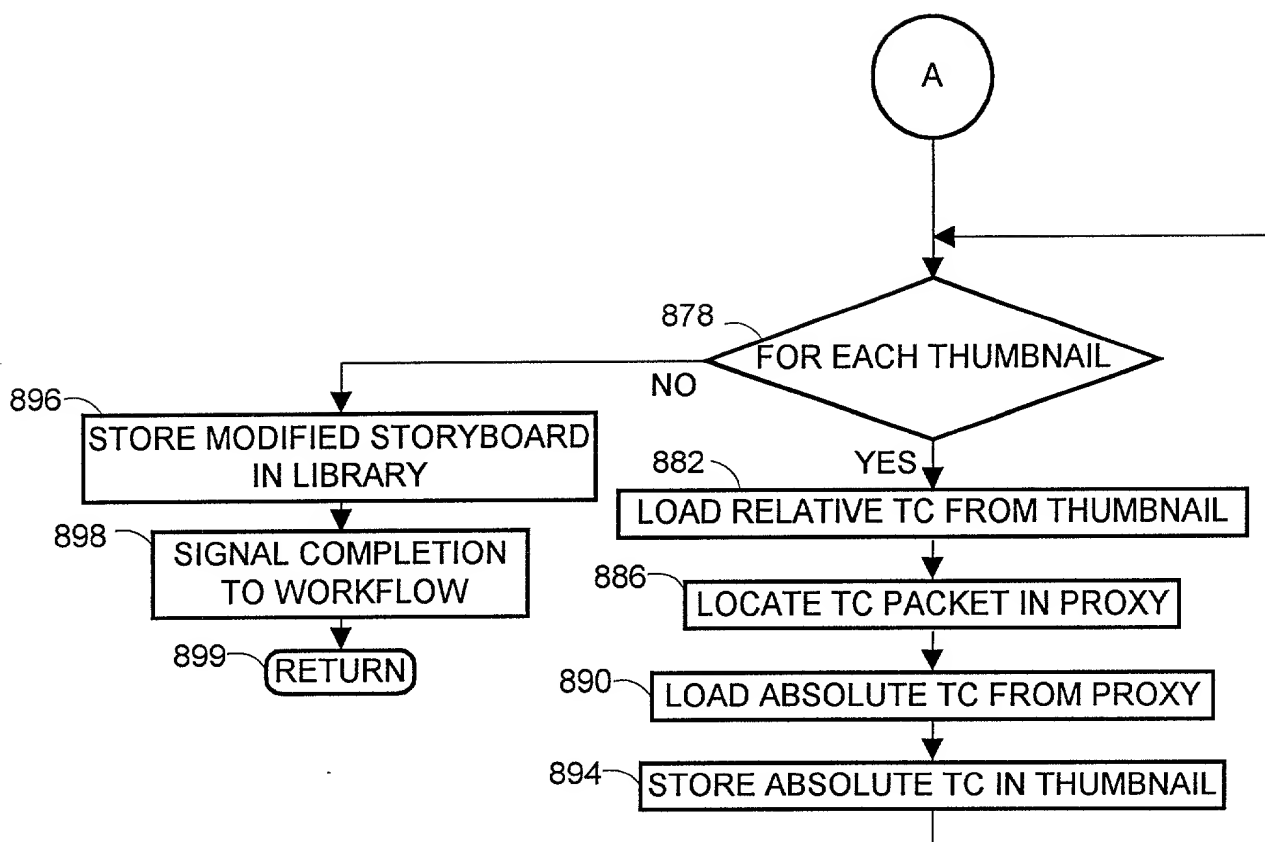 A
878
FOR EACH THUMBNAIL
NO
YES
896
STORE MODIFIED STORYBOARD
IN LIBRARY
898
SIGNAL COMPLETION
TO WORKFLOW
899
RETURN
882
LOAD RELATIVE TC FROM THUMBNAIL
886
LOCATE TC PACKET IN PROXY
890
LOAD ABSOLUTE TC FROM PROXY
894
STORE ABSOLUTE TC IN THUMBNAIL